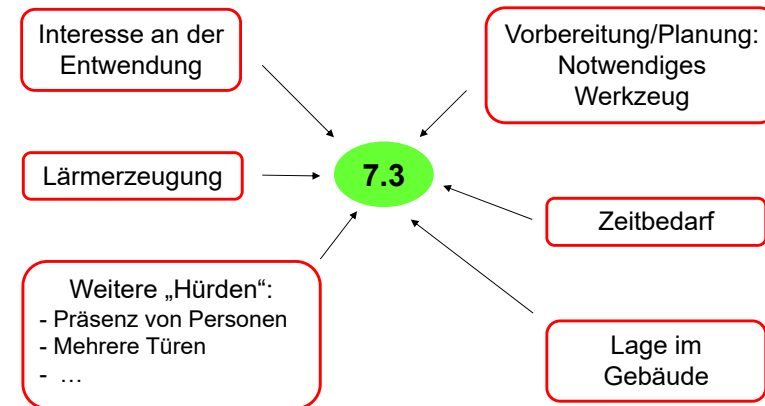 Interesse an der
Entwendung
Vorbereitung/Planung:
Notwendiges
Werkzeug
Lärmerzeugung
7.3
Zeitbedarf
Weitere „Hürden“:
- Präsenz von Personen
- Mehrere Türen
- …
Lage im
Gebäude